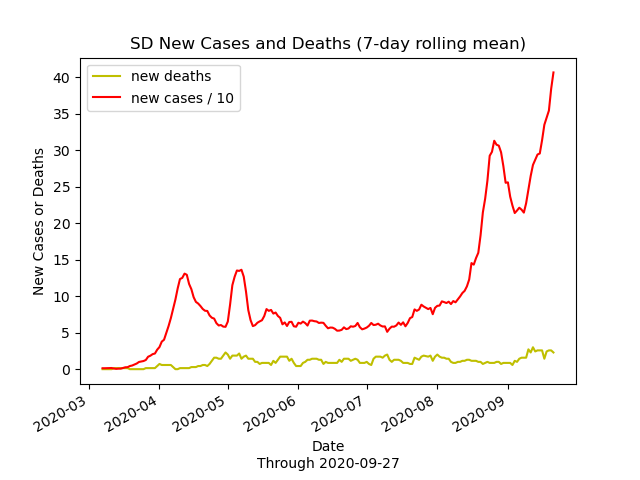 SD New Cases and Deaths (7-day rolling mean)
new deaths
new cases / 10
New Cases or Deaths
40
35
30
25
20
15
10
5
0
2020-03
2020-04
2020-05
2020-06
2020-07
2020-08
2020-09
Date
Through 2020-09-27